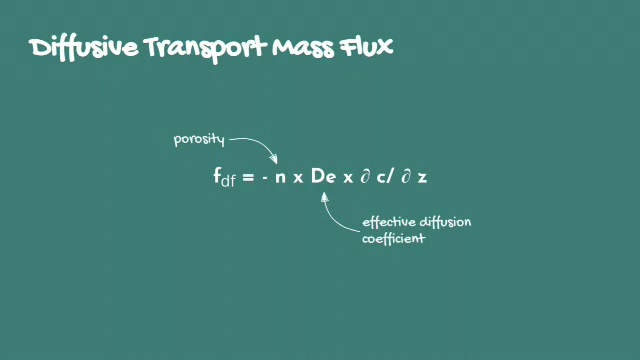 Diffusive Transport Mass Flux
porosity
fdf = - n x De x ∂ c/ ∂ z
effective diffusion
coefficient